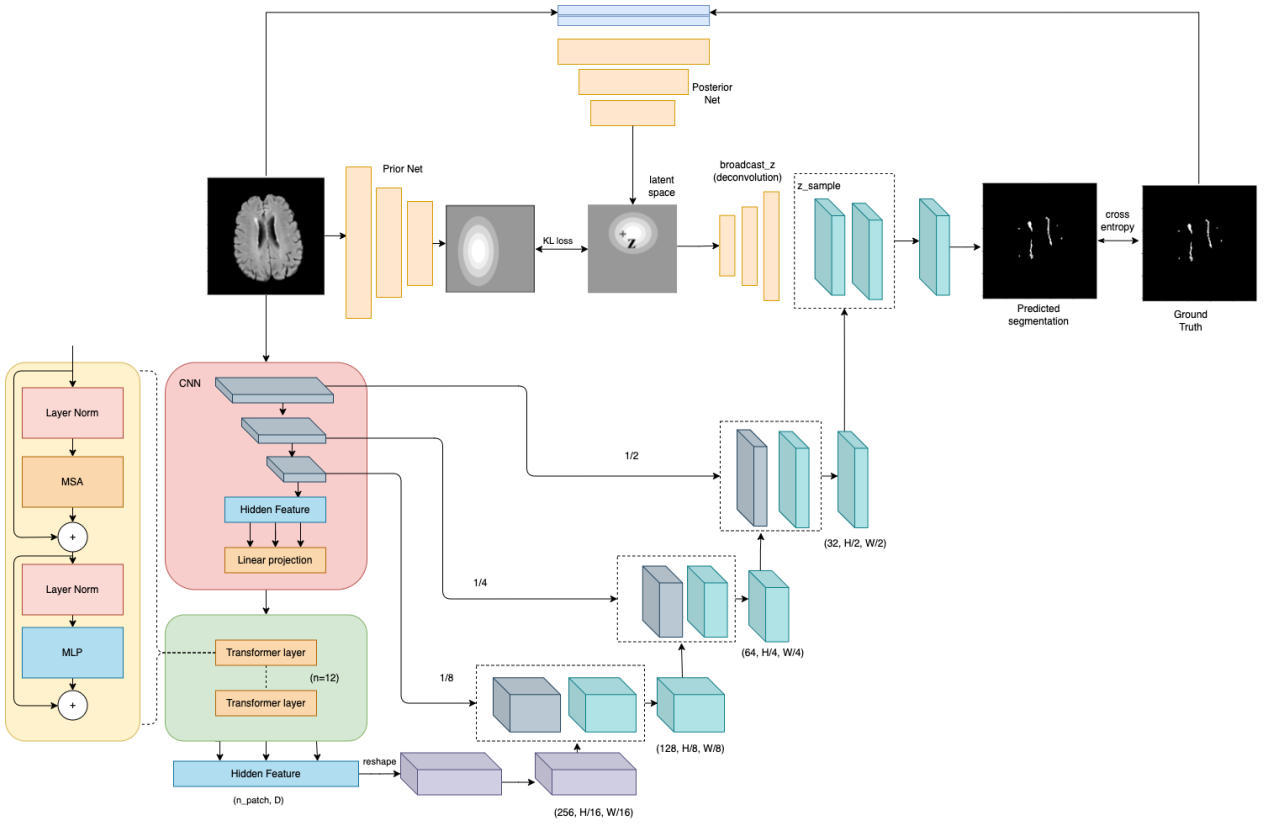 Posterior
Net
Prior Net
broadcast_z
(deconvolution)
latent
space
z_sample
z
KL loss
cross
entropy
Predicted
segmentation
Ground
Truth
CNN
Layer Norm
MSA
+
Layer Norm
MLP
+
Hidden Feature
Linear projection
Transformer layer
(n=12)
Transformer layer
Hidden Feature
(n_patch, D)
reshape
1/2
1/4
1/8
(32, H/2, W/2)
(64, H/4, W/4)
(128, H/8, W/8)
(256, H/16, W/16)